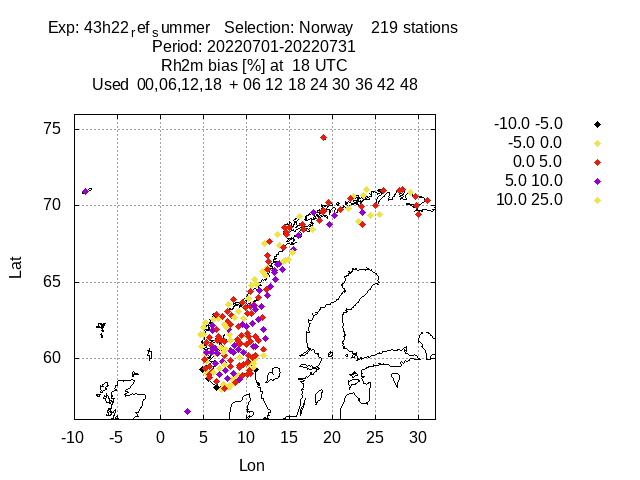 Exp: 43h22ref_summer Selection: Norway 219 stations
Period: 20220701-20220731
Rh2m bias [%] at 18 UTC
Used 00,06,12,18 + 06 12 18 24 30 36 42 48
-10.0 -5.0
-5.0 0.0
0.0 5.0
5.0 10.0
10.0 25.0
75
70
65
60
Lat
-10 -5 0 5 10 15 20 25 30
Lon